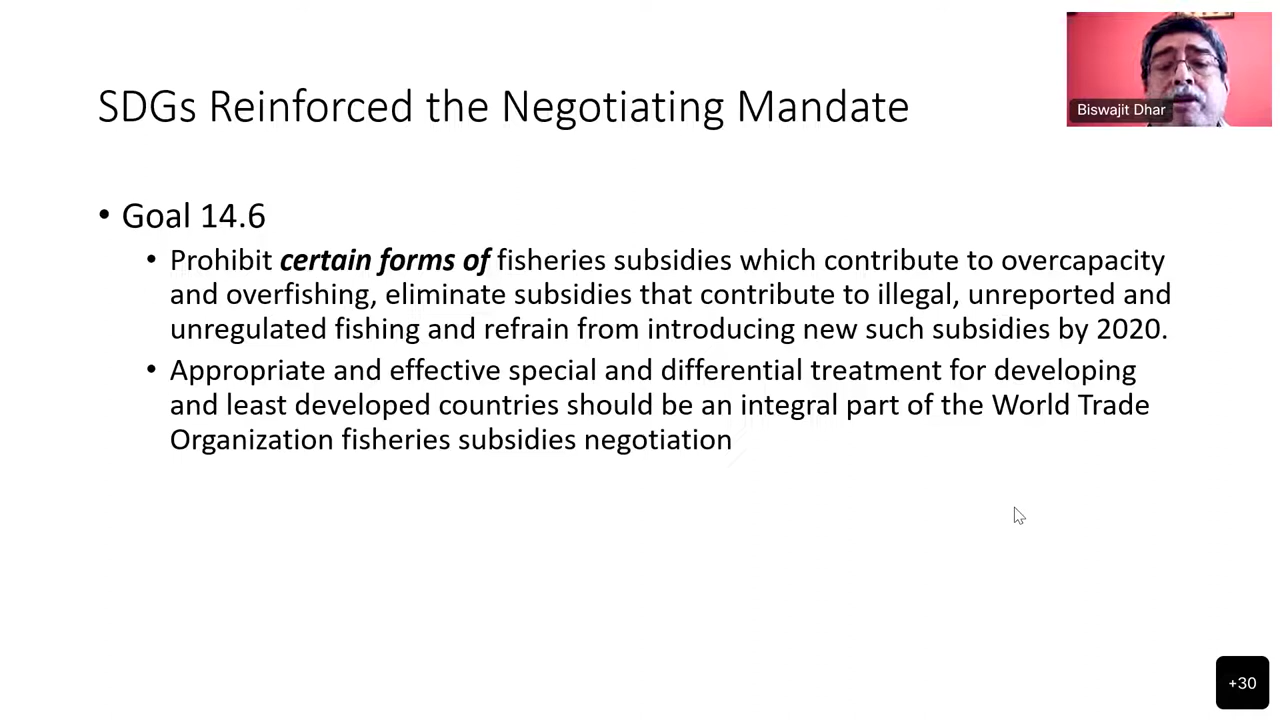 SDGs Reinforced the Negotiating Mandate
Biswajit Dhar
• Goal 14.6
• Prohibit certain forms of fisheries subsidies which contribute to overcapacity
and overfishing, eliminate subsidies that contribute to illegal, unreported and
unregulated fishing and refrain from introducing new such subsidies by 2020.
• Appropriate and effective special and differential treatment for developing
and least developed countries should be an integral part of the World Trade
Organization fisheries subsidies negotiation
+30